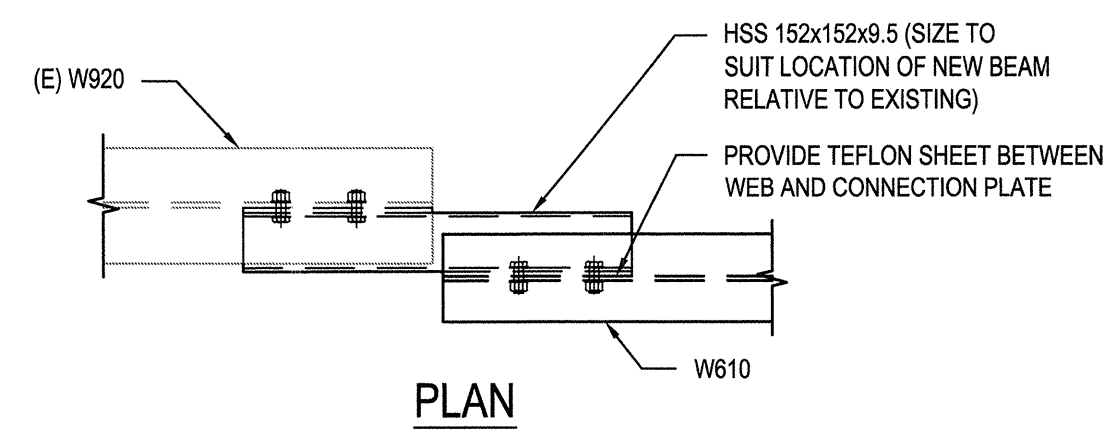 HSS 152x152x9.5 (SIZE TO
SUIT LOCATION OF NEW BEAM
RELATIVE TO EXISTING)
(E) W920
PROVIDE TEFLON SHEET BETWEEN
WEB AND CONNECTION PLATE
W610
PLAN